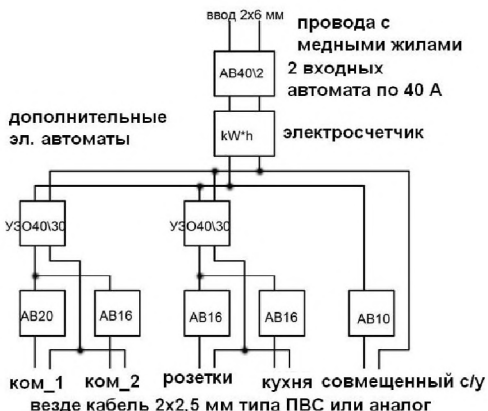 ввод 2х6 мм
провода с
медными жилами
АВ40\2
2 входных
автомата по 40 А
дополнительные
эл. автоматы
kW*h
электросчетчик
УЗО40\30
УЗО40\30
АВ20
АВ16
АВ16
АВ16
АВ10
ком_1
ком_2
розетки
кухня
совмещенный с/у
везде кабель 2х2,5 мм типа ПВС или аналог